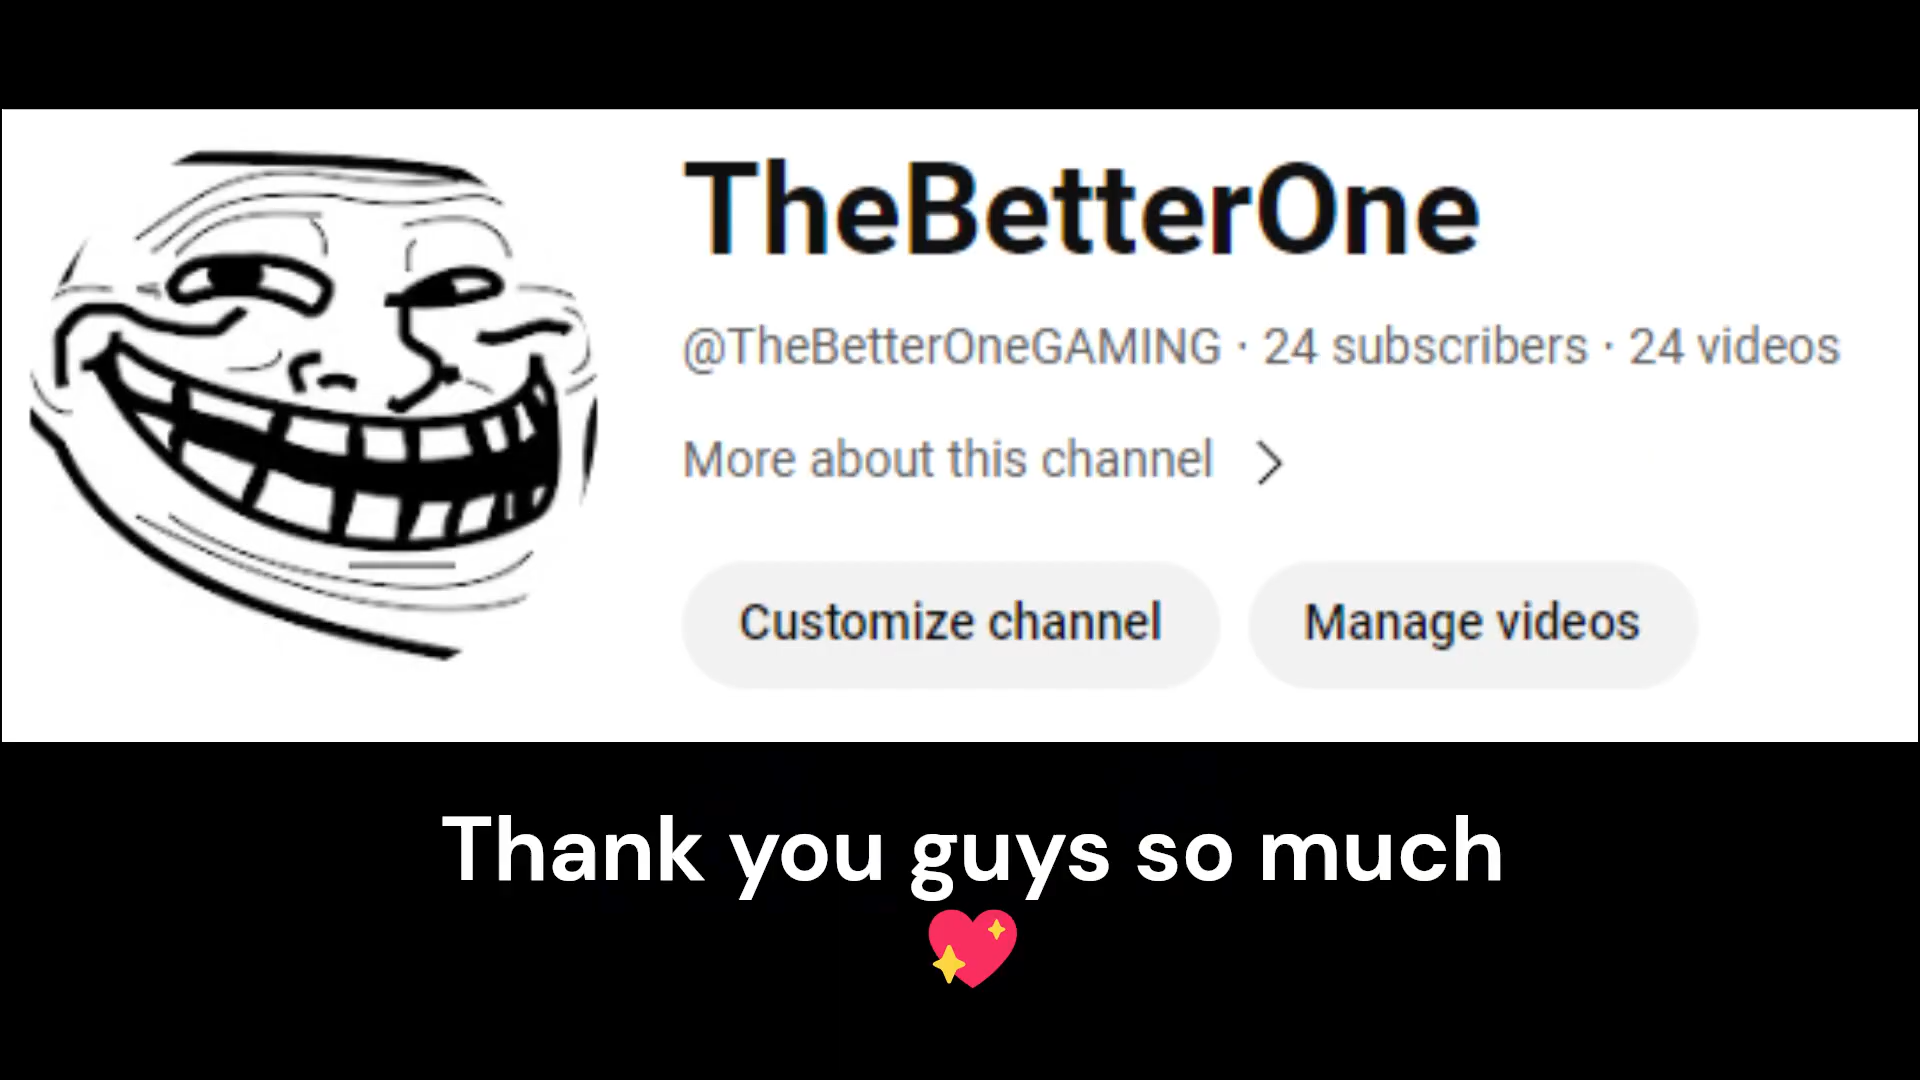 TheBetterOne
@TheBetterOneGAMING · 24 subscribers · 24 videos
More about this channel
Customize channel
Manage videos
Thank you guys so much
💖